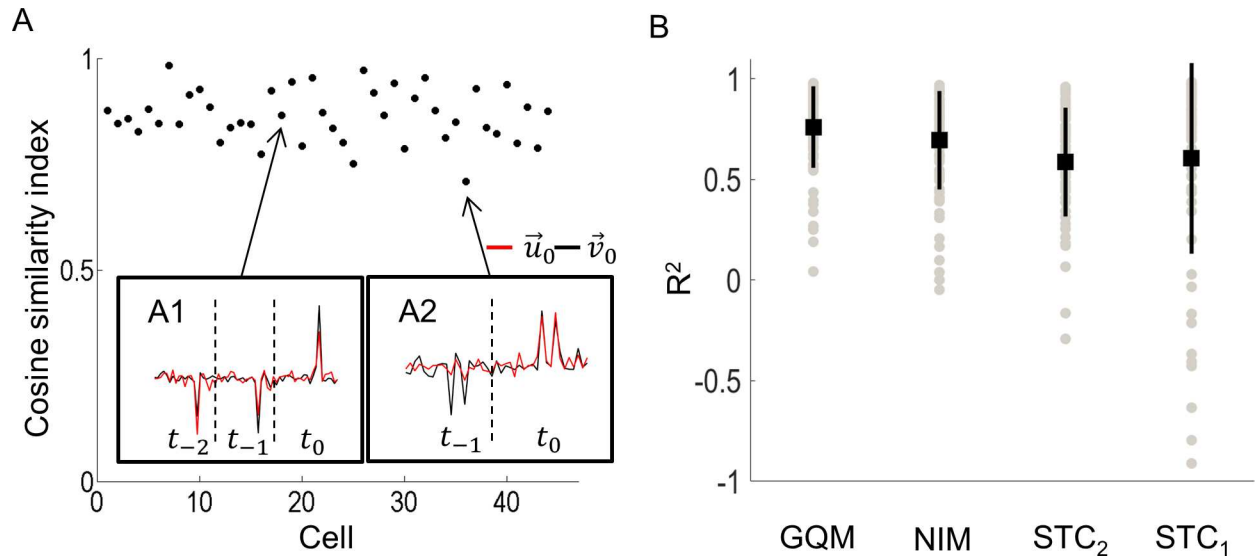 A
Cosine similarity index
1
0.5
0
u⃗₀ v⃗₀
A1
t₋₂ t₋₁ t₀
A2
t₋₁ t₀
0 10 20 30 40
Cell
B
R²
1
0.5
0
-0.5
-1
GQM NIM STC₂ STC₁